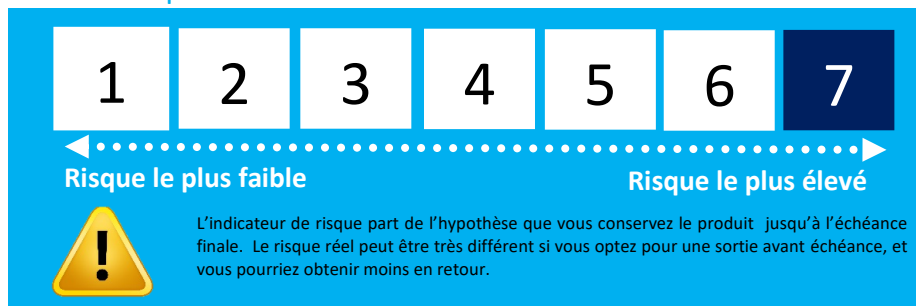 1 2 3 4 5 6 7
Risque le plus faible Risque le plus élevé
L'indicateur de risque part de l'hypothèse que vous conservez le produit jusqu'à l'échéance
finale. Le risque réel peut être très différent si vous optez pour une sortie avant échéance, et
vous pourriez obtenir moins en retour.